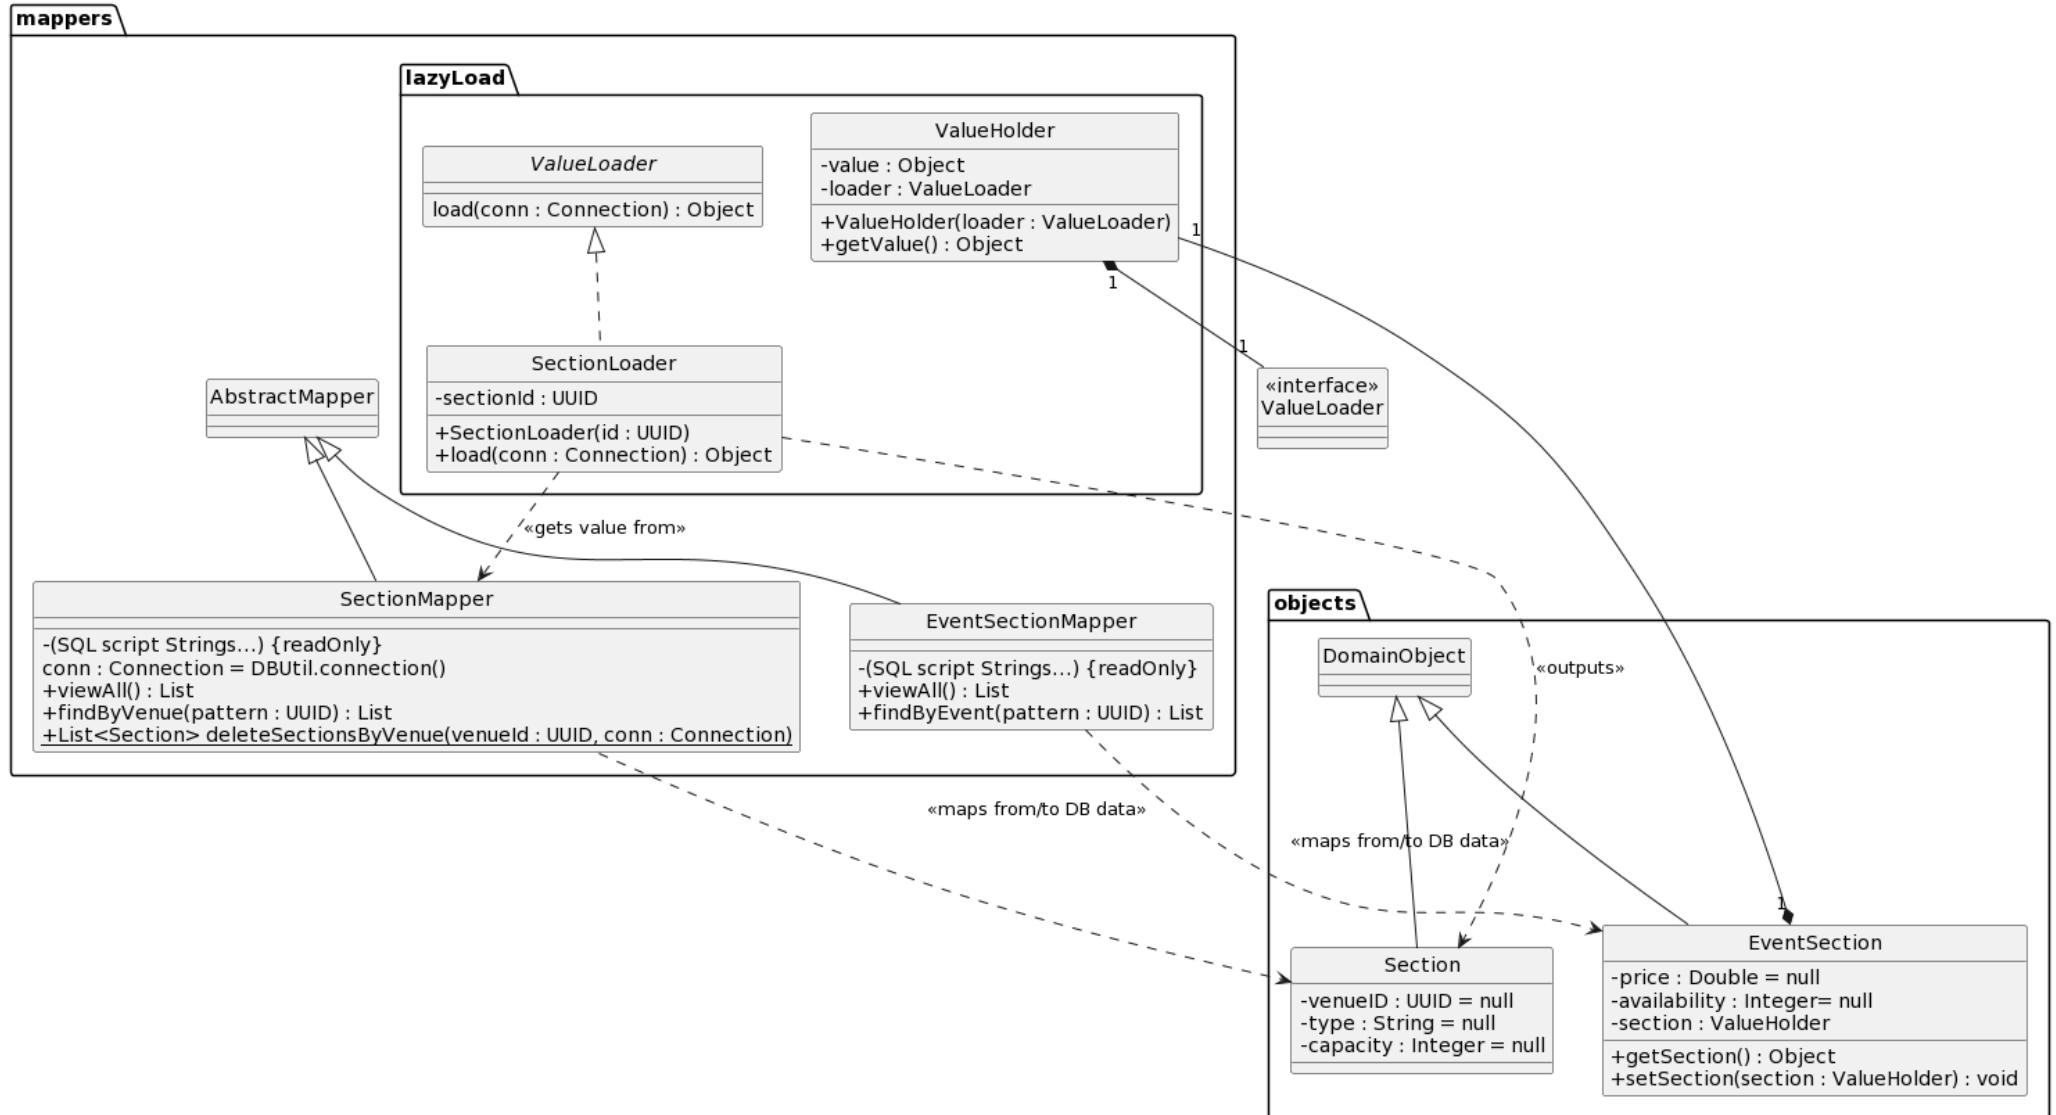 mappers
lazyLoad
ValueHolder
-value : Object
-loader : ValueLoader
+ValueHolder(loader : ValueLoader)
+getValue() : Object
ValueLoader
load(conn : Connection) : Object
1
1
1
SectionLoader
-sectionId : UUID
+SectionLoader(id : UUID)
+load(conn : Connection) : Object
AbstractMapper
«interface»
ValueLoader
«gets value from»
SectionMapper
-(SQL script Strings...) {readOnly}
conn : Connection = DBUtil.connection()
+viewAll() : List
+findByVenue(pattern : UUID) : List
+List<Section> deleteSectionsByVenue(venueId : UUID, conn : Connection)
EventSectionMapper
-(SQL script Strings...) {readOnly}
+viewAll() : List
+findByEvent(pattern : UUID) : List
objects
DomainObject
«outputs»
«maps from/to DB data»
«maps from/to DB data»
1
Section
-venueID : UUID = null
-type : String = null
-capacity : Integer = null
EventSection
-price : Double = null
-availability : Integer= null
-section : ValueHolder
+getSection() : Object
+setSection(section : ValueHolder) : void